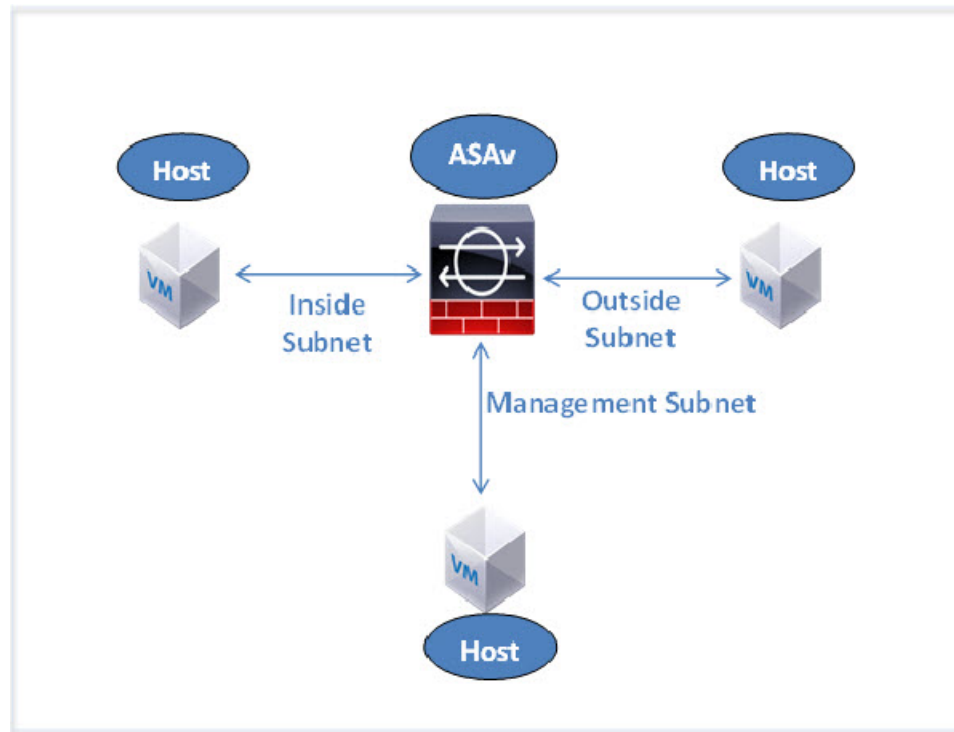 Host
ASAv
Host
VM
VM
Inside
Subnet
Outside
Subnet
Management Subnet
VM
Host